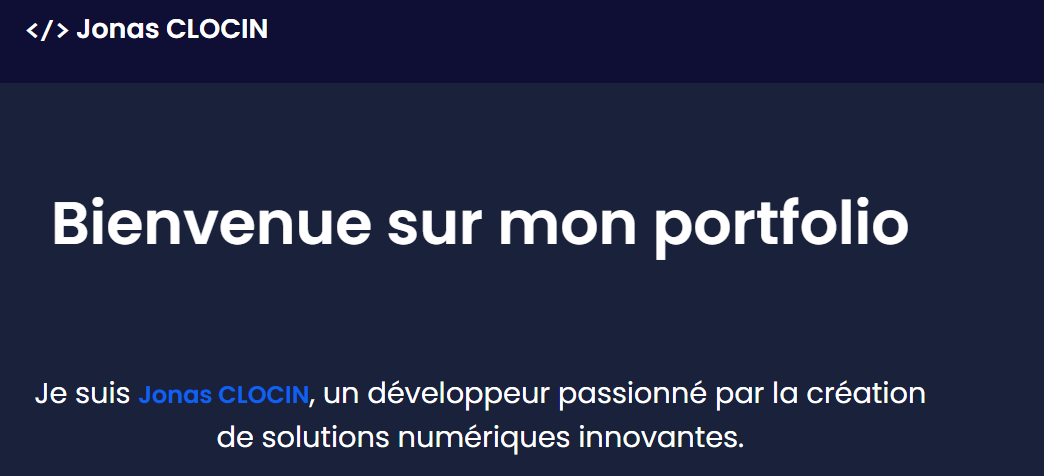 </> Jonas CLOCIN
Bienvenue sur mon portfolio
Je suis Jonas CLOCIN, un développeur passionné par la création
de solutions numériques innovantes.